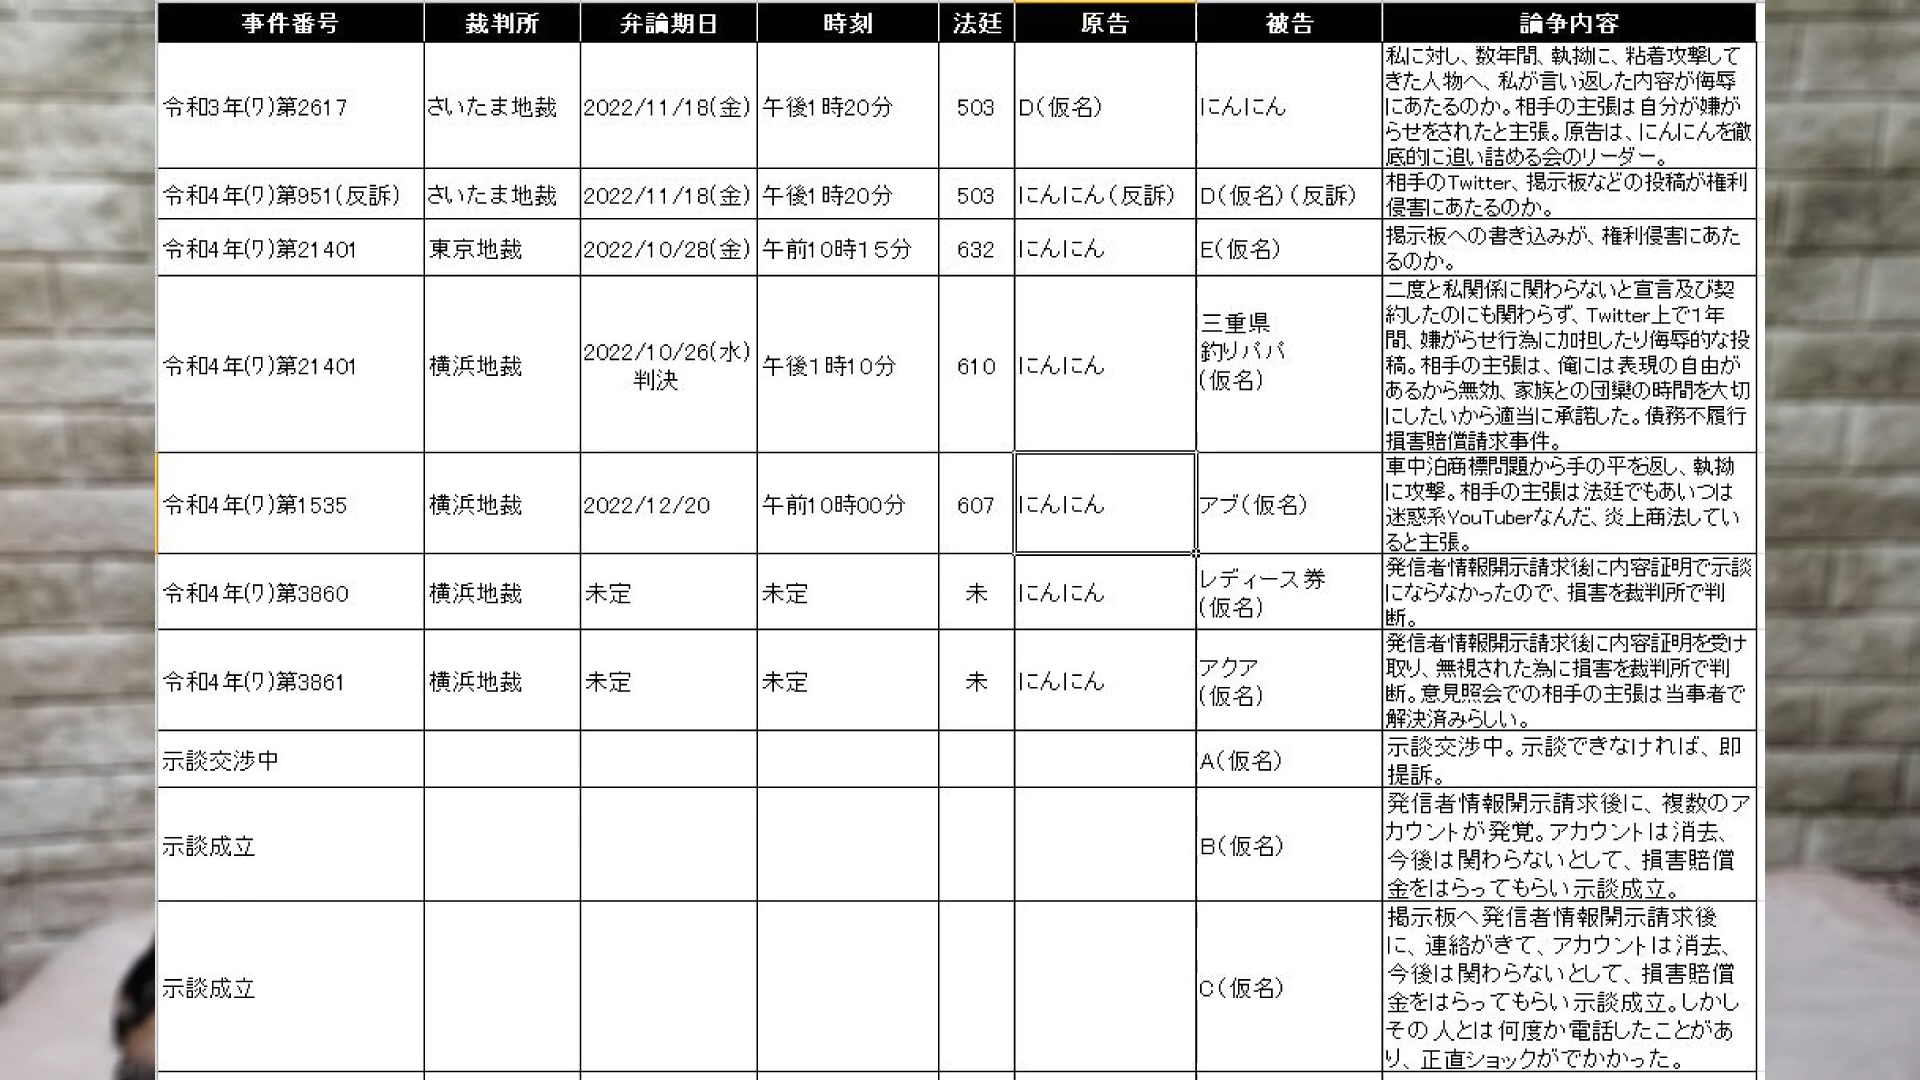 事件番号 裁判所 弁論期日 時刻 法廷 原告 被告 論争内容
令和3年(ワ)第2617 さいたま地裁 2022/11/18(金) 午後1時20分 503 D(仮名) にんにん
私に対し、数年間、執拗に、粘着攻撃して
きた人物へ、私が言い返した内容が侮辱
にあたるのか。相手の主張は自分が嫌が
らせをされたと主張。原告は、にんにんを徹
底的に追い詰める会のリーダー。
令和4年(ワ)第951(反訴) さいたま地裁 2022/11/18(金) 午後1時20分 503 にんにん(反訴) D(仮名)(反訴)
相手のTwitter、掲示板などの投稿が権利
侵害にあたるのか。
令和4年(ワ)第21401 東京地裁 2022/10/28(金) 午前10時15分 632 にんにん E(仮名)
掲示板への書き込みが、権利侵害にあた
るのか。
令和4年(ワ)第21401 横浜地裁 2022/10/26(水)
判決
午後1時10分 610 にんにん
三重県
釣りパパ
(仮名)
二度と私関係に関わらないと宣言及び契
約したのにも関わらず、Twitter上で1年
間、嫌がらせ行為に加担したり侮辱的な投
稿。相手の主張は、俺には表現の自由が
あるから無効、家族との団欒の時間を大切
にしたいから適当に承諾した。債務不履行
損害賠償請求事件。
令和4年(ワ)第1535 横浜地裁 2022/12/20 午前10時00分 607 にんにん アブ(仮名)
車中泊商標問題から手の平を返し、執拗
に攻撃。相手の主張は法廷でもあいつは
迷惑系YouTuberなんだ、炎上商法してい
ると主張。
令和4年(ワ)第3860 横浜地裁 未定 未定 未 にんにん
レディース券
(仮名)
発信者情報開示請求後に内容証明で示談
にならなかったので、損害を裁判所で判
断。
令和4年(ワ)第3861 横浜地裁 未定 未定 未 にんにん
アクア
(仮名)
発信者情報開示請求後に内容証明を受け
取り、無視された為に損害を裁判所で判
断。意見照会での相手の主張は当事者で
解決済みらしい。
示談交渉中 A(仮名)
示談交渉中。示談できなければ、即
提訴。
示談成立 B(仮名)
発信者情報開示請求後に、複数のア
カウントが発覚。アカウントは消去、
今後は関わらないとして、損害賠償
金をはらってもらい示談成立。
示談成立 C(仮名)
掲示板へ発信者情報開示請求後
に、連絡がきて、アカウントは消去、
今後は関わらないとして、損害賠償
金をはらってもらい示談成立。しかし
その人とは何度か電話したことがあ
り、正直ショックがでかかった。